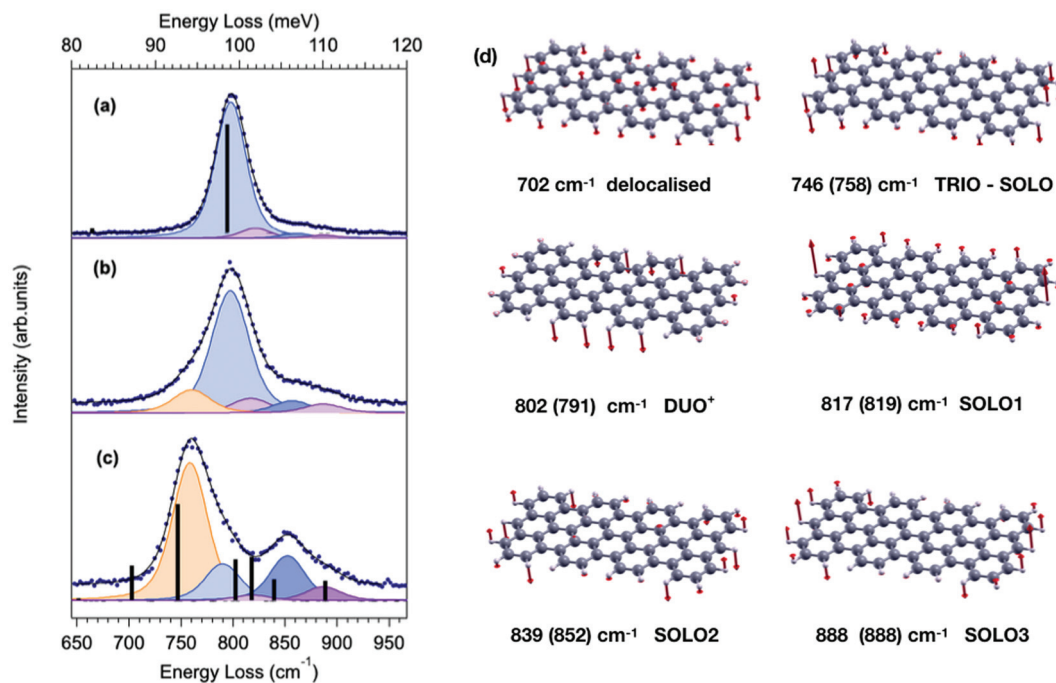 Energy Loss (meV)
80 90 100 110 120
(a)
(b)
(c)
Intensity (arb.units)
650 700 750 800 850 900 950
Energy Loss (cm⁻¹)
(d)
702 cm⁻¹ delocalised
746 (758) cm⁻¹ TRIO - SOLO
802 (791) cm⁻¹ DUO⁺
817 (819) cm⁻¹ SOLO1
839 (852) cm⁻¹ SOLO2
888 (888) cm⁻¹ SOLO3